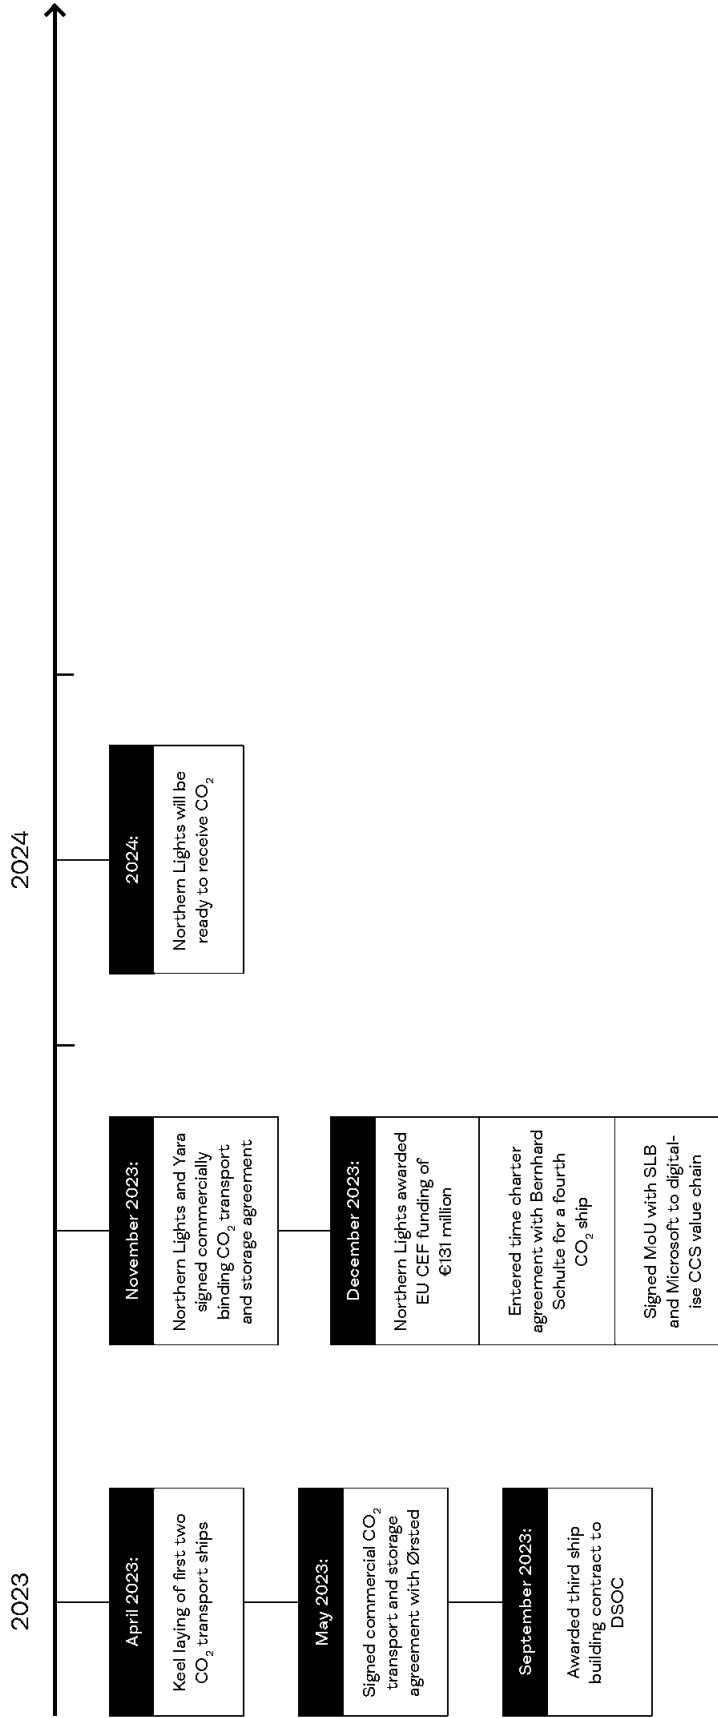 2023
April 2023:
Keel laying of first two
CO₂ transport ships
May 2023:
Signed commercial CO₂
transport and storage
agreement with Ørsted
September 2023:
Awarded third ship
building contract to
DSOC
November 2023:
Northern Lights and Yara
signed commercially
binding CO₂ transport
and storage agreement
December 2023:
Northern Lights awarded
EU CEF funding of
€131 million
Entered time charter
agreement with Bernhard
Schulte for a fourth
CO₂ ship
Signed MoU with SLB
and Microsoft to digital-
ise CCS value chain
2024
2024:
Northern Lights will be
ready to receive CO₂